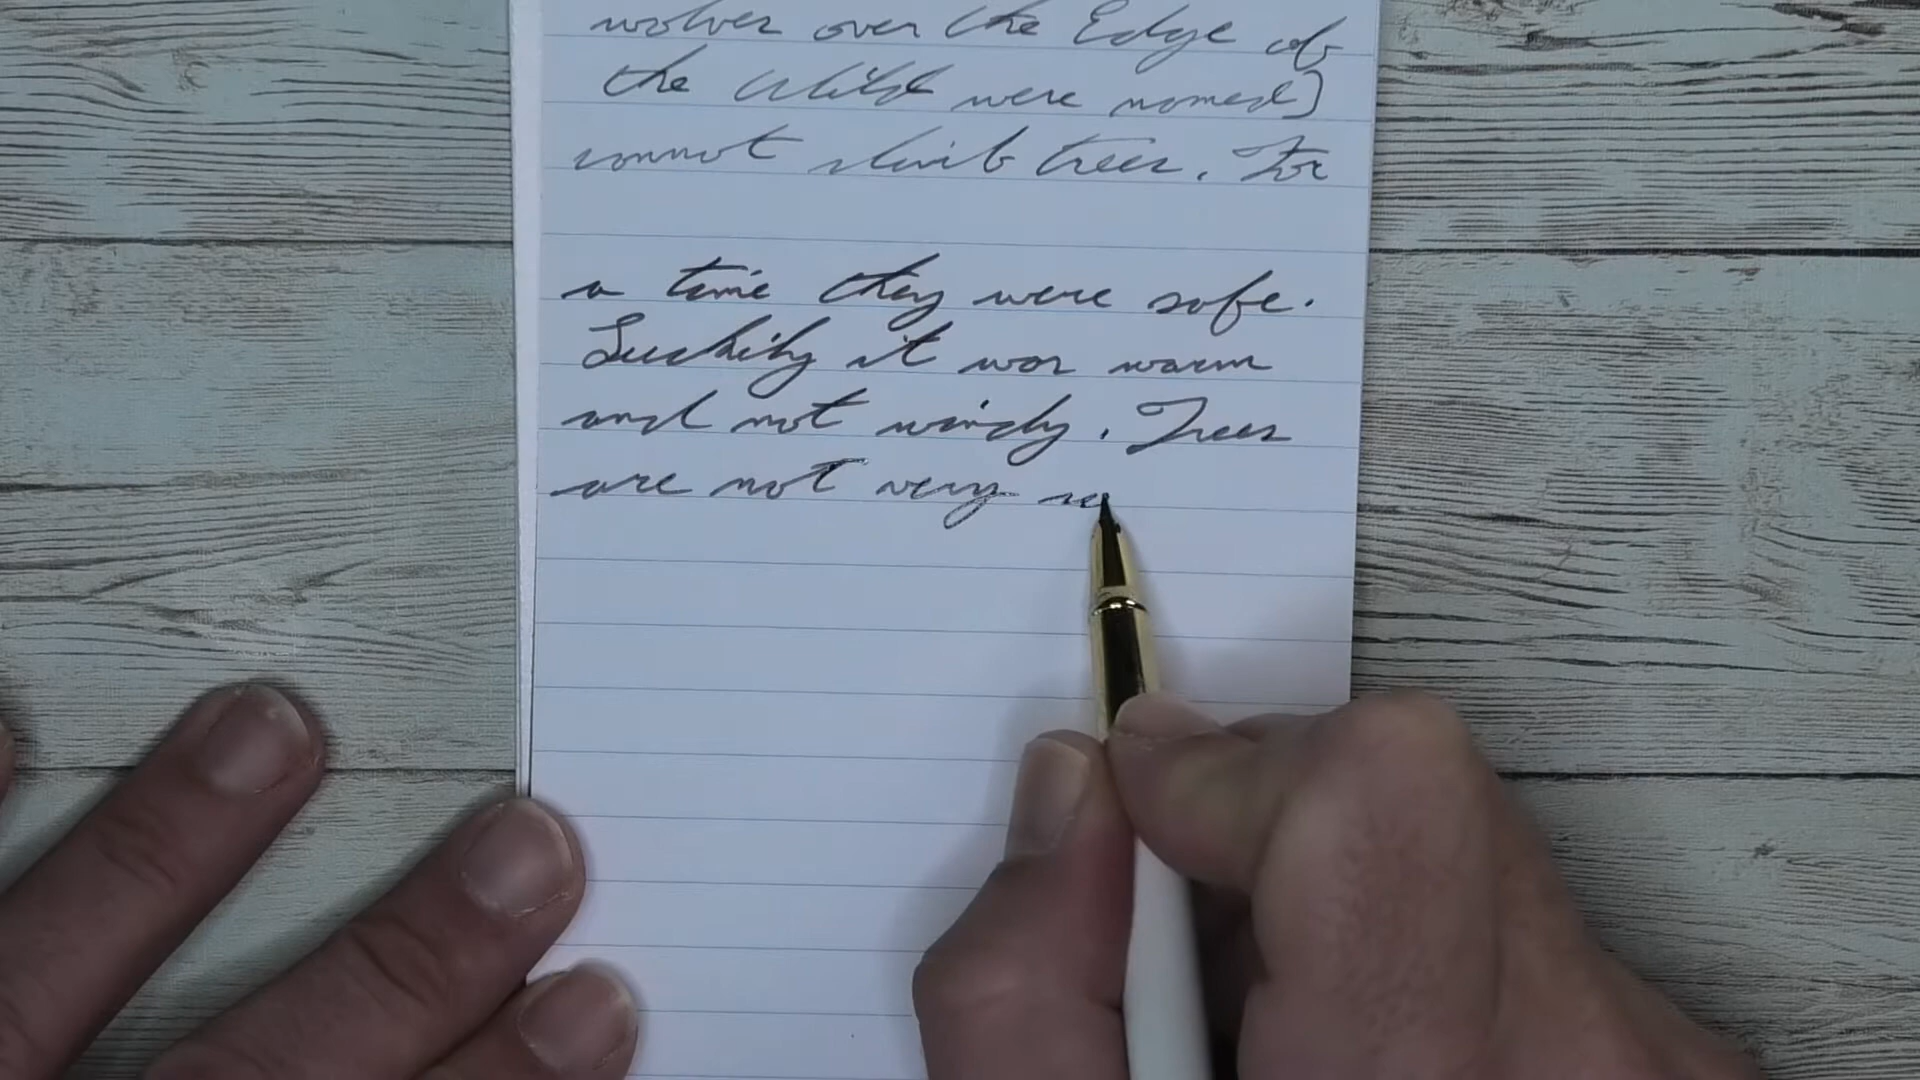 wolves over the Edge of
the Wild were named)
cannot climb trees. For
a time they were safe.
Luckily it was warm
and not windy. Trees
are not very